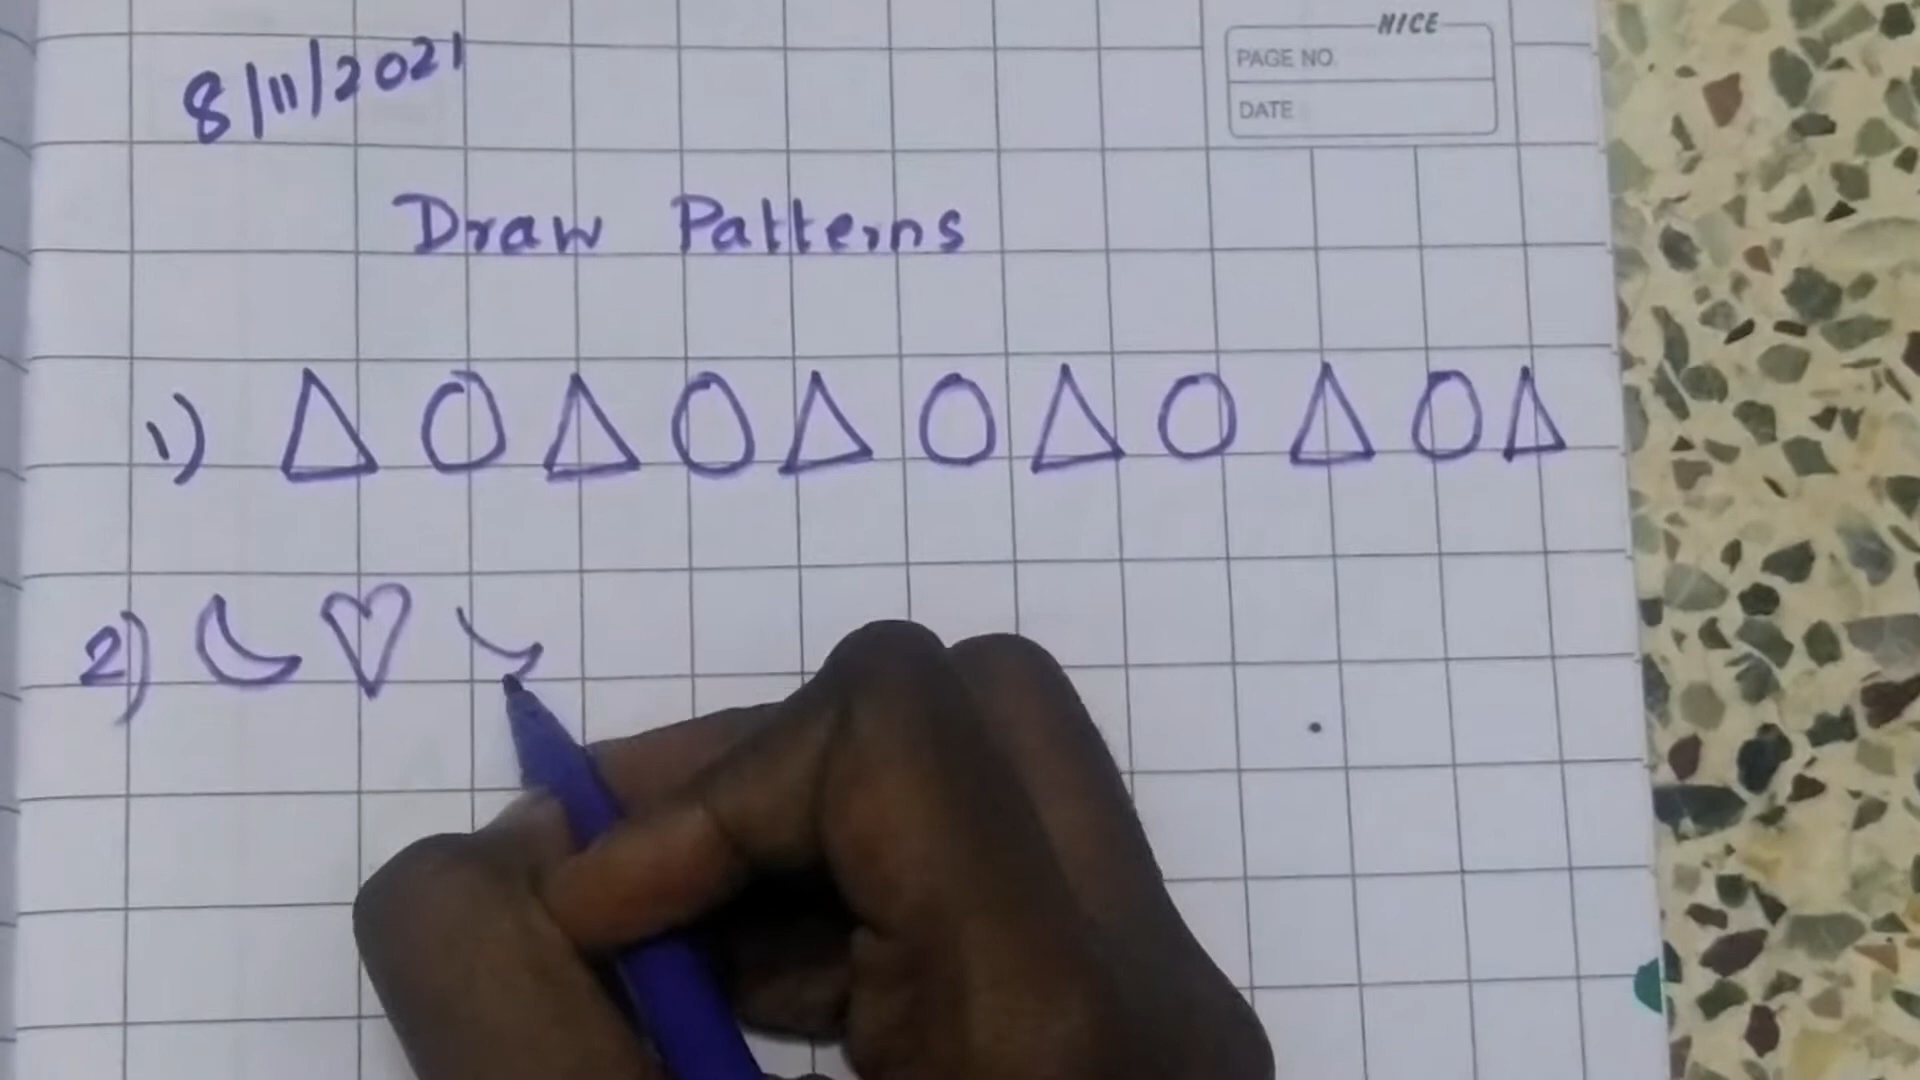 NICE
PAGE NO.
DATE
8/11/2021
Draw Patterns
1)
2)